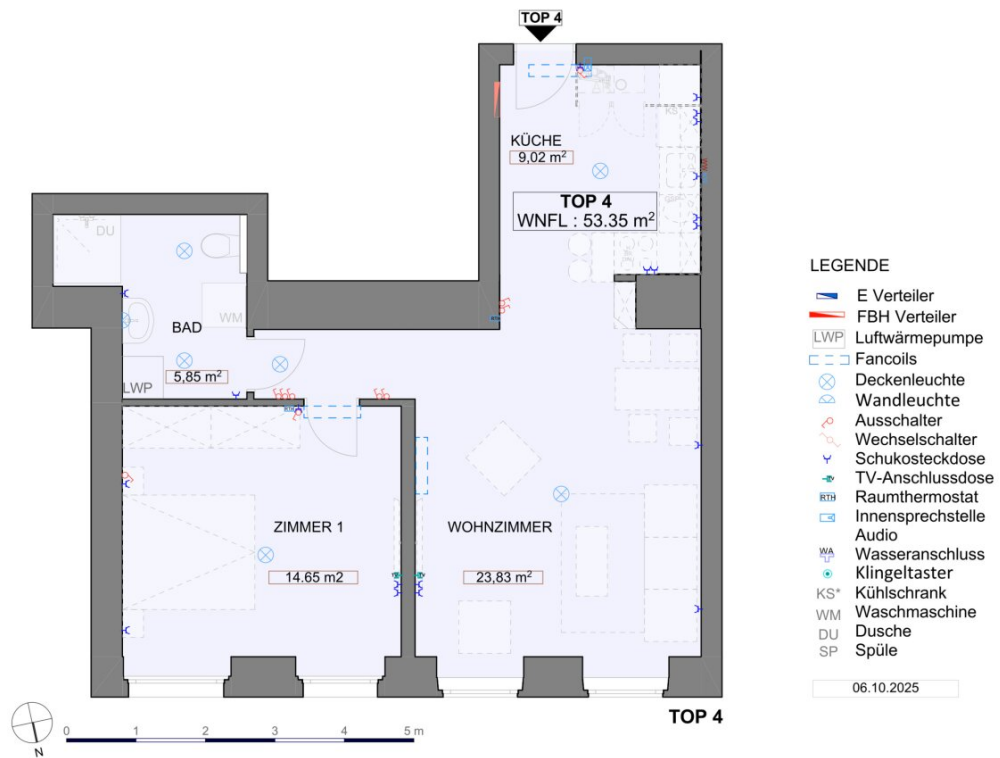 TOP 4
KÜCHE
9,02 m²
KS
TOP 4
WNFL : 53.35 m²
DU
BAD
WM
5,85 m²
LWP
RTH
ZIMMER 1
14.65 m2
WOHNZIMMER
23,83 m²
TOP 4
LEGENDE
E Verteiler
FBH Verteiler
LWP Luftwärmepumpe
Fancoils
Deckenleuchte
Wandleuchte
Ausschalter
Wechselschalter
Schukosteckdose
TV TV-Anschlussdose
RTH Raumthermostat
Innensprechstelle
Audio
WA Wasseranschluss
Klingeltaster
KS* Kühlschrank
WM Waschmaschine
DU Dusche
SP Spüle
06.10.2025
N
0 1 2 3 4 5 m